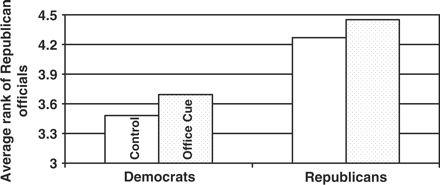 Average rank of Republican
officials
4.5
4.2
3.9
3.6
3.3
3
Control
Office Cue
Democrats
Republicans